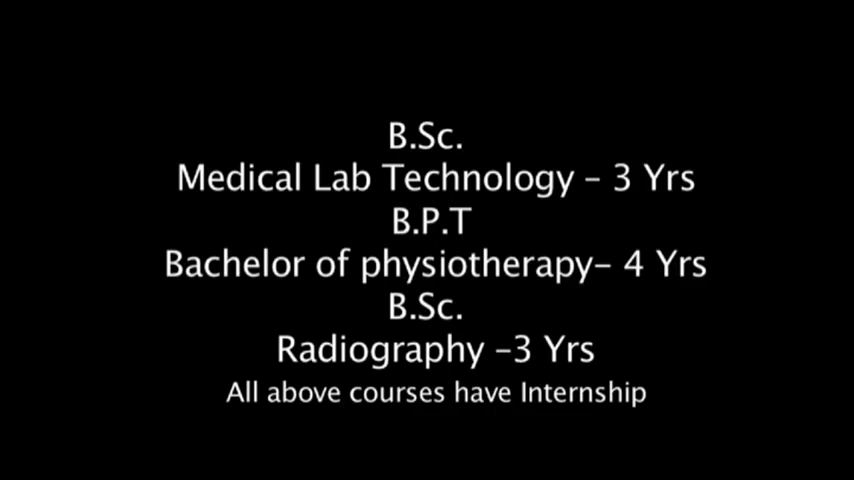 B.Sc.
Medical Lab Technology - 3 Yrs
B.P.T
Bachelor of physiotherapy- 4 Yrs
B.Sc.
Radiography -3 Yrs
All above courses have Internship